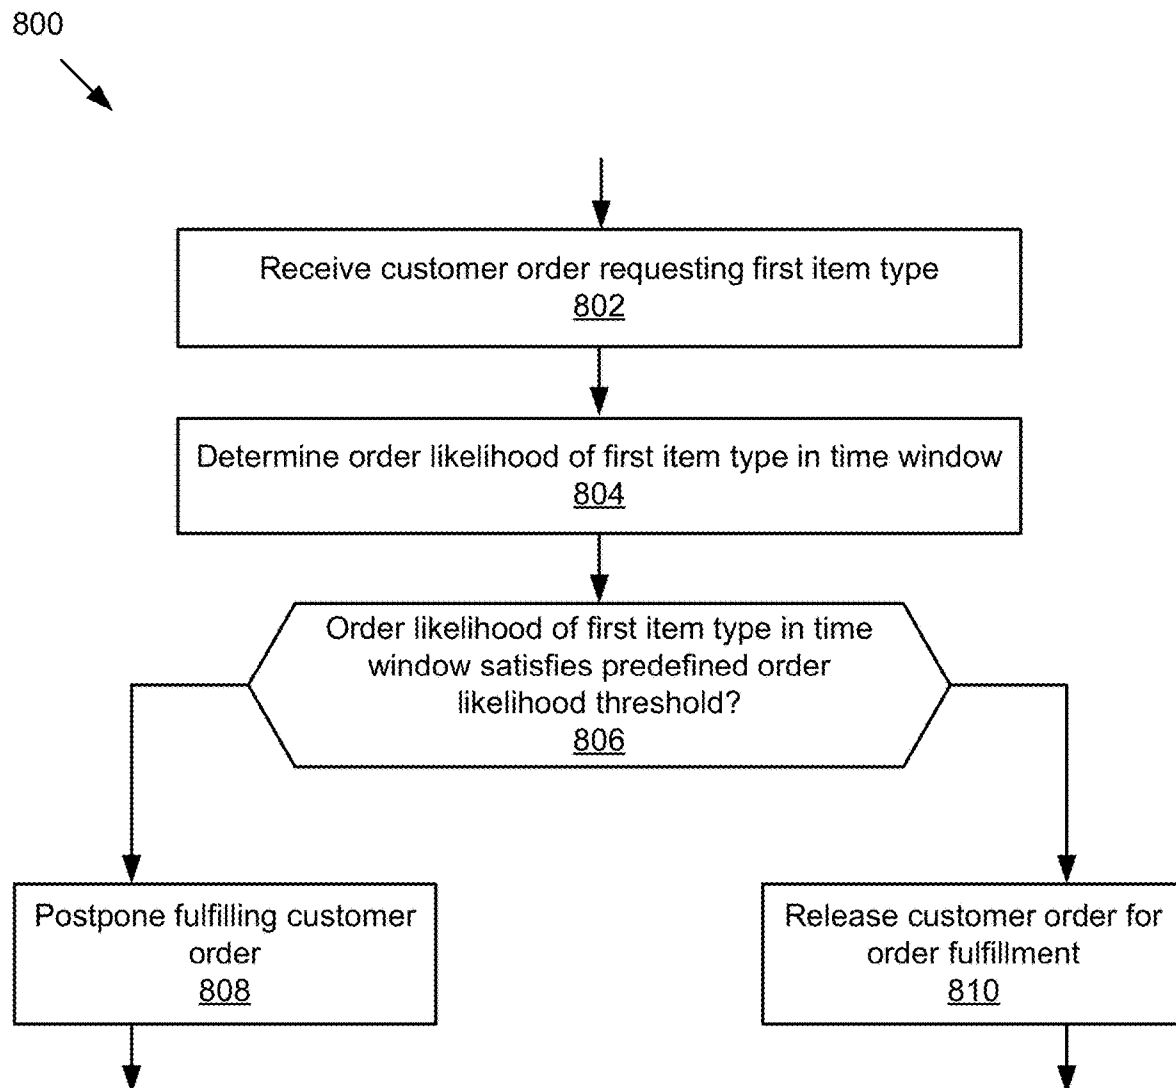 800
Receive customer order requesting first item type
802
Determine order likelihood of first item type in time window
804
Order likelihood of first item type in time
window satisfies predefined order
likelihood threshold?
806
Postpone fulfilling customer
order
808
Release customer order for
order fulfillment
810